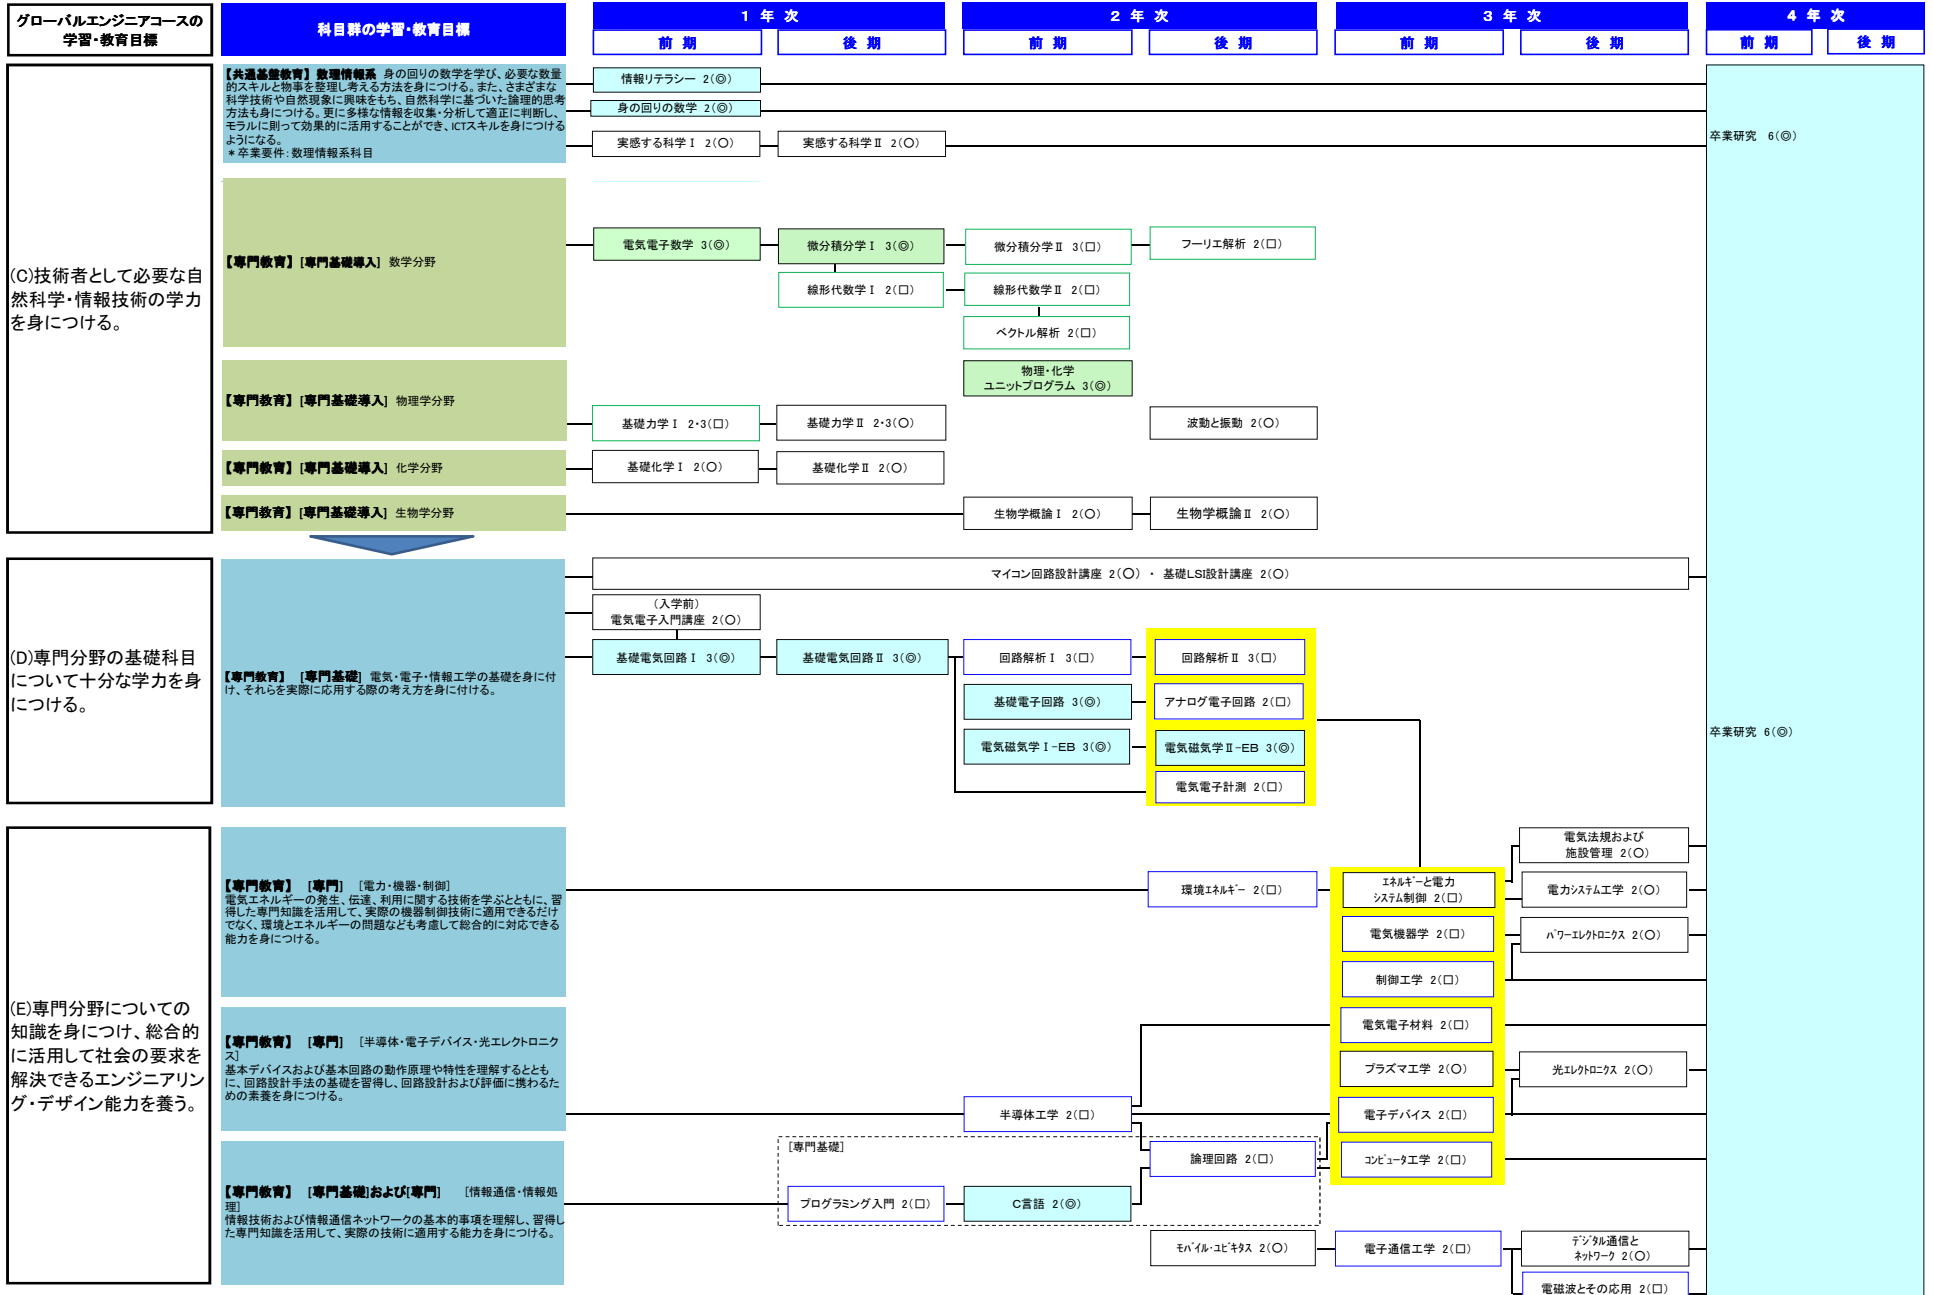 グローバルエンジニアコースの
学習・教育目標
科目群の学習・教育目標
1 年 次
2 年 次
3 年 次
4 年 次
前 期
後 期
前 期
後 期
前 期
後 期
前 期
後 期
(C)技術者として必要な自
然科学・情報技術の学力
を身につける。
【共通基盤教育】数理情報系 身の回りの数学を学び、必要な数量
的スキルと物事を整理し考える方法を身につける。また、さまざまな
科学技術や自然現象に興味をもち、自然科学に基づいた論理的思考
方法も身につける。更に多様な情報を収集・分析して適正に判断し、
モラルに則って効果的に活用することができ、ICTスキルを身につける
ようになる。
＊卒業要件：数理情報系科目
情報リテラシー 2(◎)
身の回りの数学 2(◎)
実感する科学Ⅰ 2(○)
実感する科学Ⅱ 2(○)
卒業研究 6(◎)
【専門教育】[専門基礎導入] 数学分野
電気電子数学 3(◎)
微分積分学Ⅰ 3(◎)
微分積分学Ⅱ 3(□)
フーリエ解析 2(□)
線形代数学Ⅰ 2(□)
線形代数学Ⅱ 2(□)
ベクトル解析 2(□)
物理・化学
ユニットプログラム 3(◎)
【専門教育】[専門基礎導入] 物理学分野
基礎力学Ⅰ 2・3(□)
基礎力学Ⅱ 2・3(○)
波動と振動 2(○)
【専門教育】[専門基礎導入] 化学分野
基礎化学Ⅰ 2(○)
基礎化学Ⅱ 2(○)
【専門教育】[専門基礎導入] 生物学分野
生物学概論Ⅰ 2(○)
生物学概論Ⅱ 2(○)
(D)専門分野の基礎科目
について十分な学力を身
につける。
【専門教育】 [専門基礎] 電気・電子・情報工学の基礎を身に付
け、それらを実際に応用する際の考え方を身に付ける。
マイコン回路設計講座 2(○) ・ 基礎LSI設計講座 2(○)
(入学前)
電気電子入門講座 2(○)
基礎電気回路Ⅰ 3(◎)
基礎電気回路Ⅱ 3(◎)
回路解析Ⅰ 3(□)
回路解析Ⅱ 3(□)
基礎電子回路 3(◎)
アナログ電子回路 2(□)
電気磁気学Ⅰ-EB 3(◎)
電気磁気学Ⅱ-EB 3(◎)
電気電子計測 2(□)
卒業研究 6(◎)
(E)専門分野についての
知識を身につけ、総合的
に活用して社会の要求を
解決できるエンジニアリン
グ・デザイン能力を養う。
【専門教育】 [専門] [電力・機器・制御]
電気エネルギーの発生、伝達、利用に関する技術を学ぶとともに、習
得した専門知識を活用して、実際の機器制御技術に適用できるだけ
でなく、環境とエネルギーの問題なども考慮して総合的に対応できる
能力を身につける。
電気法規および
施設管理 2(○)
環境ｴﾈﾙｷﾞｰ 2(□)
ｴﾈﾙｷﾞｰと電力
システム制御 2(□)
電力システム工学 2(○)
電気機器学 2(□)
ﾊﾟﾜｰｴﾚｸﾄﾛﾆｸｽ 2(○)
制御工学 2(□)
【専門教育】 [専門] [半導体・電子デバイス・光エレクトロニク
ス]
基本デバイスおよび基本回路の動作原理や特性を理解するととも
に、回路設計手法の基礎を習得し、回路設計および評価に携わるた
めの素養を身につける。
電気電子材料 2(□)
プラズマ工学 2(○)
光ｴﾚｸﾄﾛﾆｸｽ 2(○)
半導体工学 2(□)
電子デバイス 2(□)
【専門教育】 [専門基礎]および[専門] [情報通信・情報処
理]
情報技術および情報通信ネットワークの基本的事項を理解し、習得し
た専門知識を活用して、実際の技術に適用する能力を身につける。
[専門基礎]
論理回路 2(□)
ｺﾝﾋﾟｭｰﾀ工学 2(□)
プログラミング入門 2(□)
C言語 2(◎)
ﾓﾊﾞｲﾙ・ﾕﾋﾞｷﾀｽ 2(○)
電子通信工学 2(□)
ﾃﾞｼﾞﾀﾙ通信と
ﾈｯﾄﾜｰｸ 2(○)
電磁波とその応用 2(□)